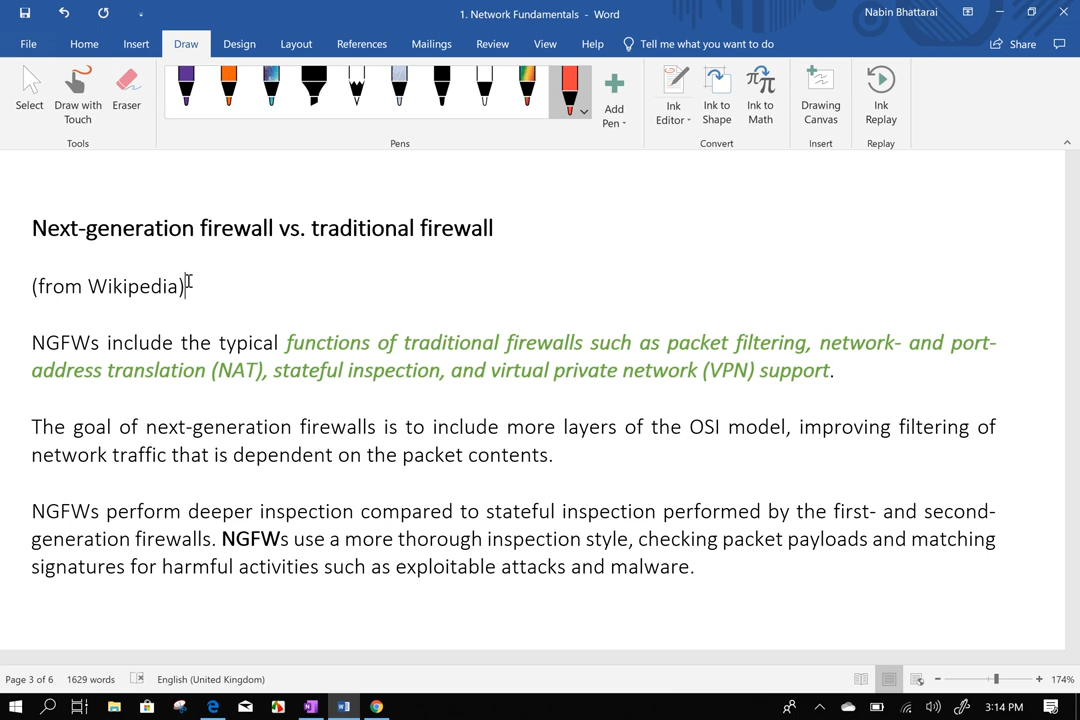 1. Network Fundamentals - Word
Nabin Bhattarai
File Home Insert Draw Design Layout References Mailings Review View Help Tell me what you want to do Share
Select
Draw with Touch
Eraser
Add Pen
Ink Editor
Ink to Shape
Ink to Math
Drawing Canvas
Ink Replay
Tools Pens Convert Insert Replay
Next-generation firewall vs. traditional firewall
(from Wikipedia)
NGFWs include the typical functions of traditional firewalls such as packet filtering, network- and port-
address translation (NAT), stateful inspection, and virtual private network (VPN) support.
The goal of next-generation firewalls is to include more layers of the OSI model, improving filtering of
network traffic that is dependent on the packet contents.
NGFWs perform deeper inspection compared to stateful inspection performed by the first- and second-
generation firewalls. NGFWs use a more thorough inspection style, checking packet payloads and matching
signatures for harmful activities such as exploitable attacks and malware.
Page 3 of 6 1629 words English (United Kingdom) 174%
3:14 PM